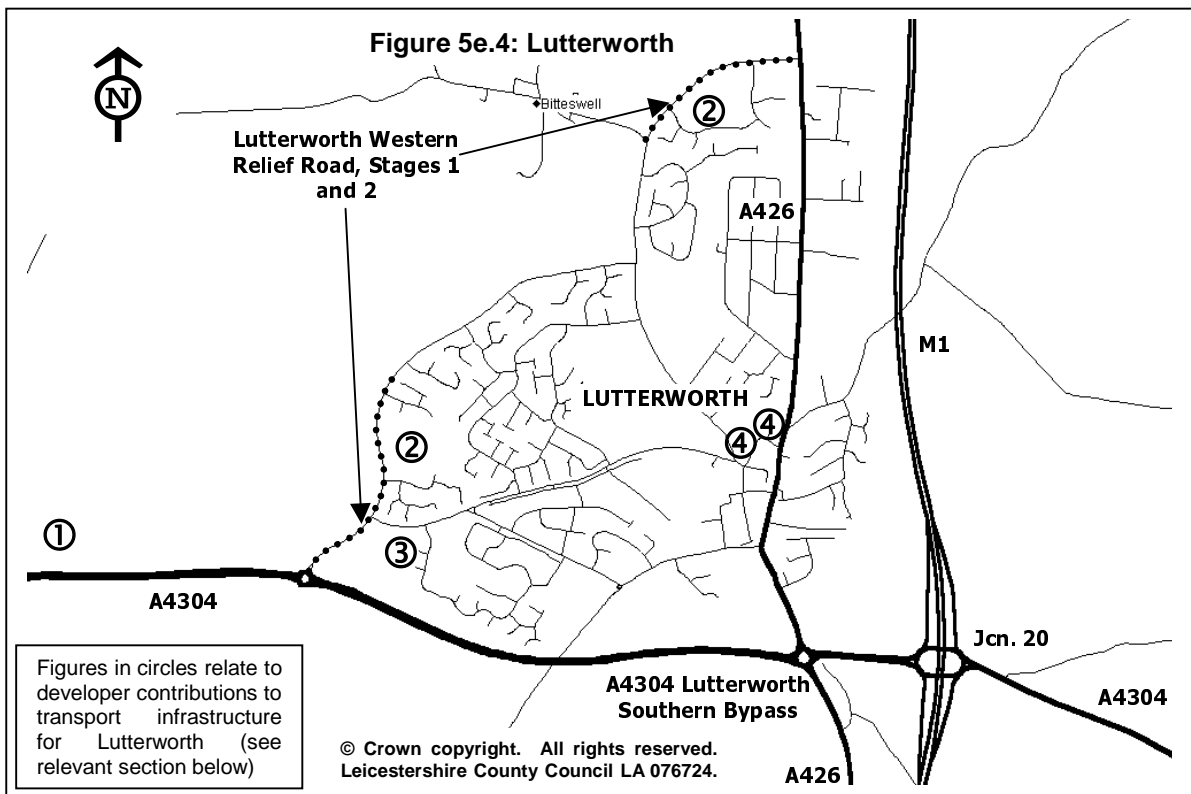 Figure 5e.4: Lutterworth
N
Bitteswell
②
Lutterworth Western
Relief Road, Stages 1
and 2
A426
M1
LUTTERWORTH
④
④
②
①
③
A4304
Jcn. 20
A4304 Lutterworth
Southern Bypass
A4304
A426
Figures in circles relate to
developer contributions to
transport infrastructure
for Lutterworth (see
relevant section below)
© Crown copyright. All rights reserved.
Leicestershire County Council LA 076724.